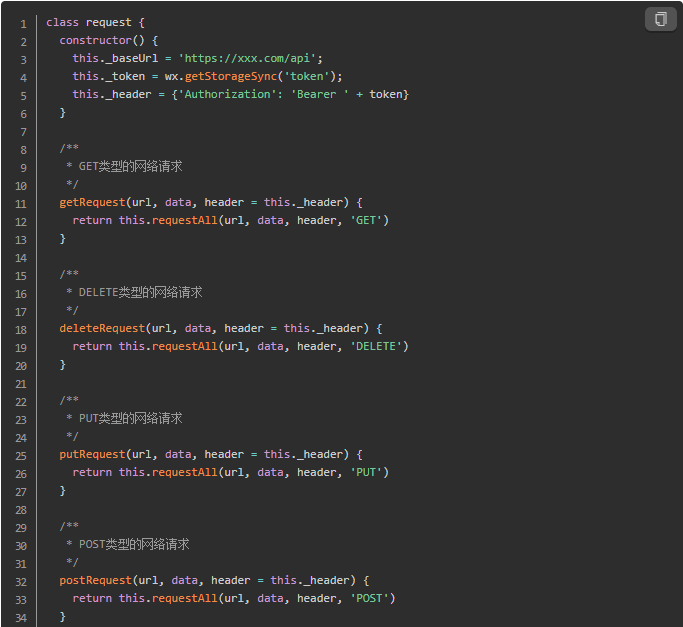 1 class request {
2 constructor() {
3 this._baseUrl = 'https://xxx.com/api';
4 this._token = wx.getStorageSync('token');
5 this._header = {'Authorization': 'Bearer ' + token}
6 }
7
8 /**
9 * GET类型的网络请求
10 */
11 getRequest(url, data, header = this._header) {
12 return this.requestAll(url, data, header, 'GET')
13 }
14
15 /**
16 * DELETE类型的网络请求
17 */
18 deleteRequest(url, data, header = this._header) {
19 return this.requestAll(url, data, header, 'DELETE')
20 }
21
22 /**
23 * PUT类型的网络请求
24 */
25 putRequest(url, data, header = this._header) {
26 return this.requestAll(url, data, header, 'PUT')
27 }
28
29 /**
30 * POST类型的网络请求
31 */
32 postRequest(url, data, header = this._header) {
33 return this.requestAll(url, data, header, 'POST')
34 }